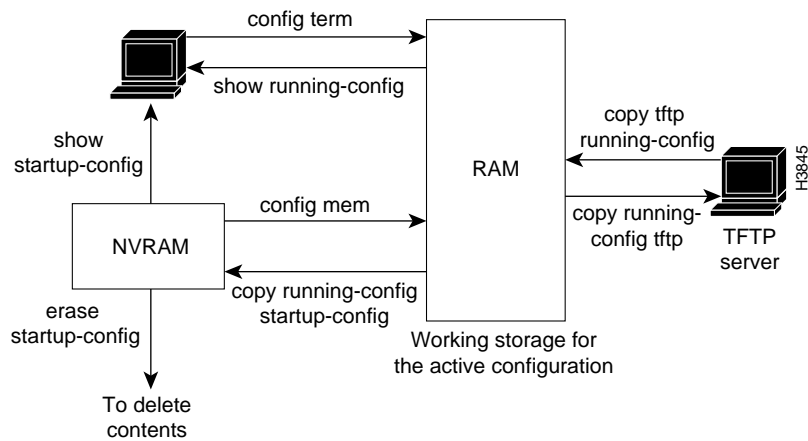 config term
show running-config
show
startup-config
copy tftp
running-config
H3845
RAM
config mem
copy running-
config tftp
NVRAM
TFTP
server
copy running-config
startup-config
erase
startup-config
Working storage for
the active configuration
To delete
contents